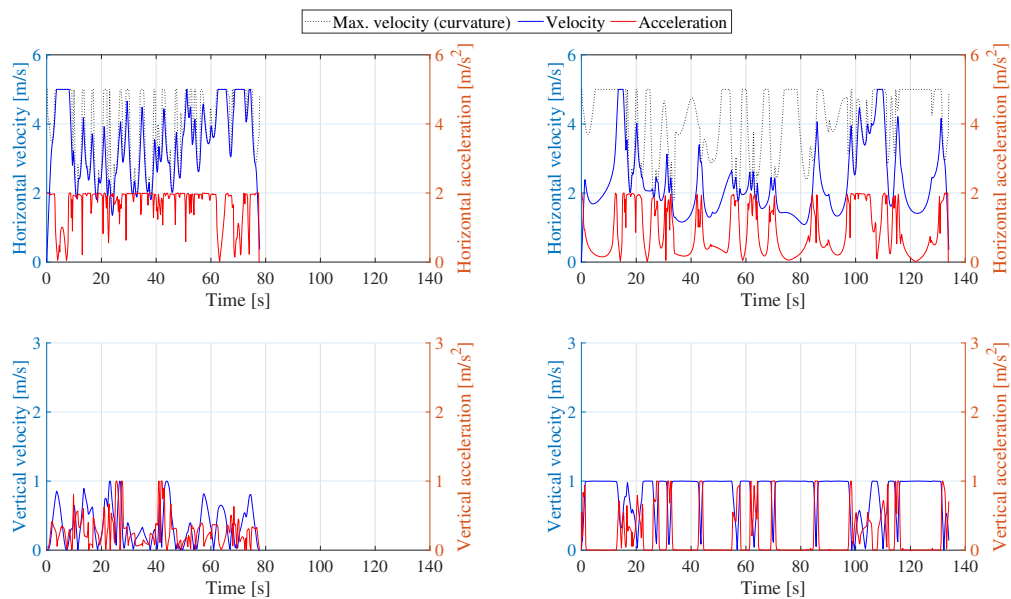 Max. velocity (curvature) Velocity Acceleration
6 6
4 4
2 2
0 0
0 20 40 60 80 100 120 140
Time [s]
Horizontal velocity [m/s]
Horizontal acceleration [m/s²]
6 6
4 4
2 2
0 0
0 20 40 60 80 100 120 140
Time [s]
Horizontal velocity [m/s]
Horizontal acceleration [m/s²]
3 3
2 2
1 1
0 0
0 20 40 60 80 100 120 140
Time [s]
Vertical velocity [m/s]
Vertical acceleration [m/s²]
3 3
2 2
1 1
0 0
0 20 40 60 80 100 120 140
Time [s]
Vertical velocity [m/s]
Vertical acceleration [m/s²]